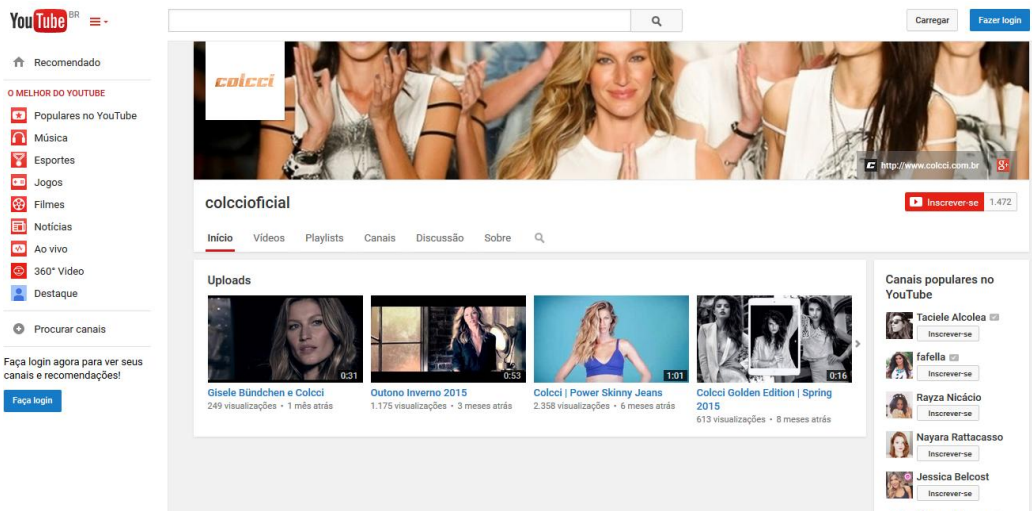 YouTube BR
Carregar
Fazer login
Recomendado
O MELHOR DO YOUTUBE
Populares no YouTube
Música
Esportes
Jogos
Filmes
Notícias
Ao vivo
360° Video
Destaque
Procurar canais
Faça login agora para ver seus
canais e recomendações!
Faça login
colcci
http://www.colcci.com.br
colccioficial
Inscrever-se 1.472
Início Vídeos Playlists Canais Discussão Sobre
Uploads
0:31
Gisele Bündchen e Colcci
249 visualizações • 1 mês atrás
0:53
Outono Inverno 2015
1.175 visualizações • 3 meses atrás
1:01
Colcci | Power Skinny Jeans
2.358 visualizações • 6 meses atrás
0:16
Colcci Golden Edition | Spring
2015
613 visualizações • 8 meses atrás
Canais populares no
YouTube
Taciele Alcolea
Inscrever-se
fafella
Inscrever-se
Rayza Nicácio
Inscrever-se
Nayara Rattacasso
Inscrever-se
Jessica Belcost
Inscrever-se